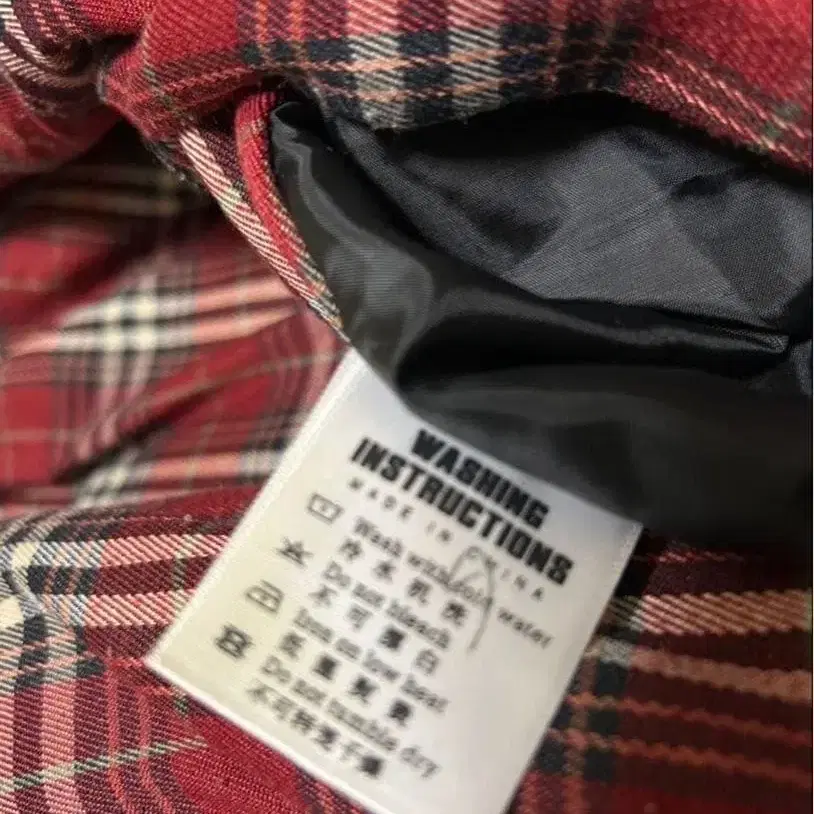 WASHING
INSTRUCTIONS
MADE IN CHINA
Wash with cold water
冷水机洗
Do not bleach
不可漂白
Iron on low heat
低温熨烫
Do not tumble dry
不可转笼干燥